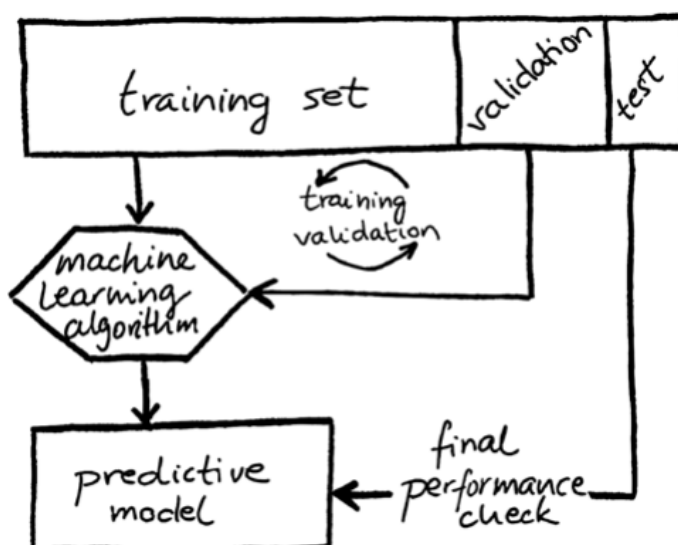 training set
validation
test
training
validation
machine
learning
algorithm
predictive
model
final
performance
check